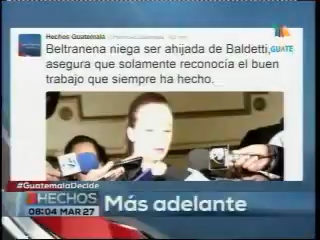 Hechos Guatemala
Beltranena niega ser ahijada de Baldetti,
asegura que solamente reconocía el buen
trabajo que siempre ha hecho.
GUATE
#GuatemalaDecide
HECHOS
08:04 MAR 27
Más adelante